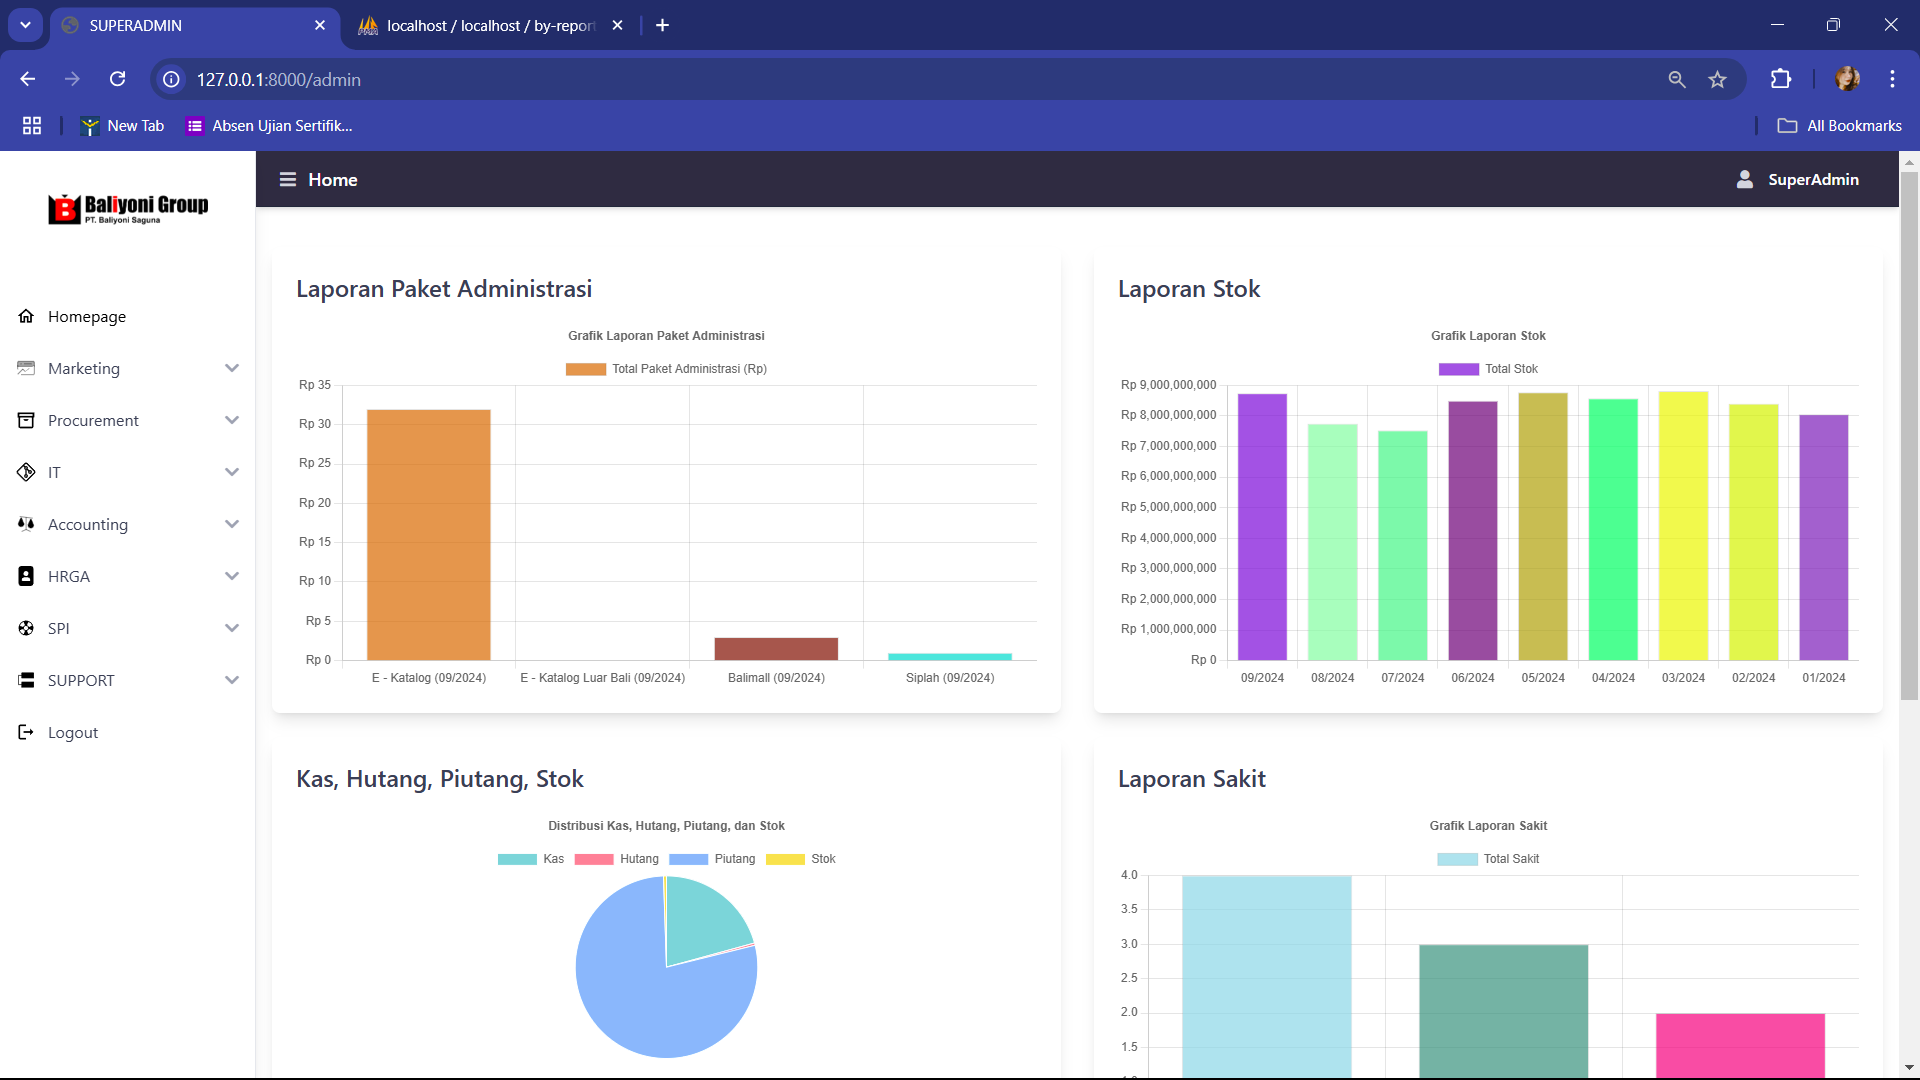 SUPERADMIN
localhost / localhost / by-repor
127.0.0.1:8000/admin
New Tab
Absen Ujian Sertifik...
All Bookmarks
Baliyoni Group
PT. Baliyoni Saguna
Home
SuperAdmin
Homepage
Marketing
Procurement
IT
Accounting
HRGA
SPI
SUPPORT
Logout
Laporan Paket Administrasi
Grafik Laporan Paket Administrasi
Total Paket Administrasi (Rp)
Rp 35
Rp 30
Rp 25
Rp 20
Rp 15
Rp 10
Rp 5
Rp 0
E - Katalog (09/2024) E - Katalog Luar Bali (09/2024) Balimall (09/2024) Siplah (09/2024)
Laporan Stok
Grafik Laporan Stok
Total Stok
Rp 9,000,000,000
Rp 8,000,000,000
Rp 7,000,000,000
Rp 6,000,000,000
Rp 5,000,000,000
Rp 4,000,000,000
Rp 3,000,000,000
Rp 2,000,000,000
Rp 1,000,000,000
Rp 0
09/2024 08/2024 07/2024 06/2024 05/2024 04/2024 03/2024 02/2024 01/2024
Kas, Hutang, Piutang, Stok
Distribusi Kas, Hutang, Piutang, dan Stok
Kas Hutang Piutang Stok
Laporan Sakit
Grafik Laporan Sakit
Total Sakit
4.0
3.5
3.0
2.5
2.0
1.5